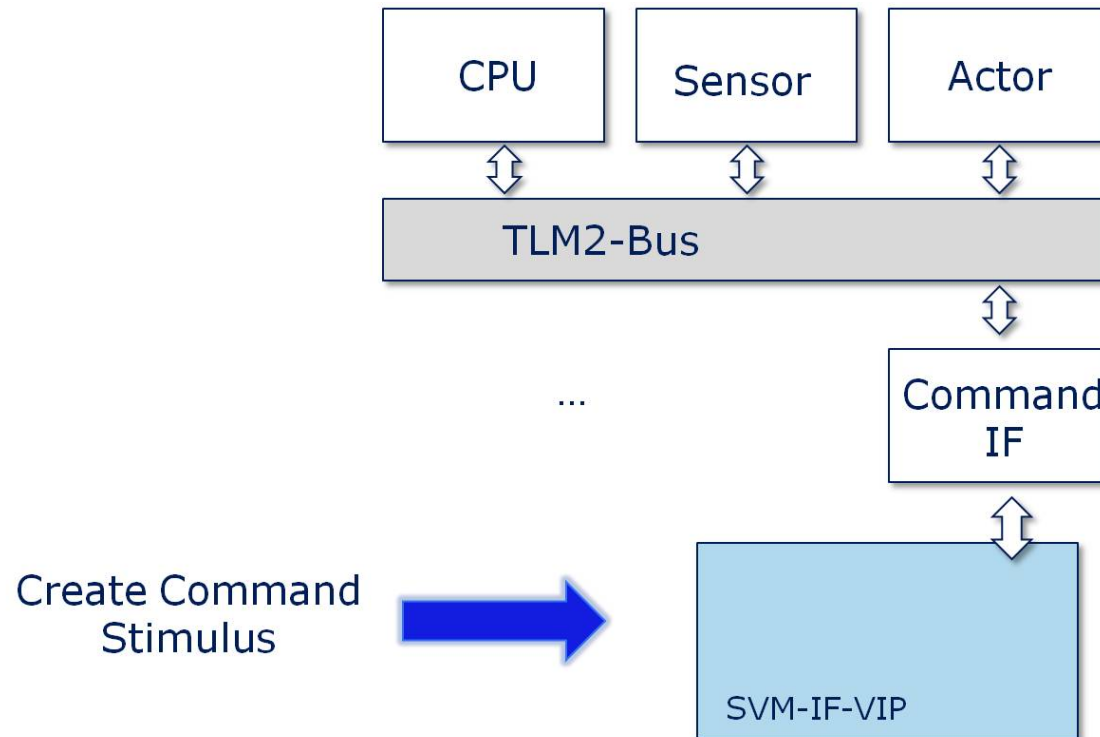 CPU
Sensor
Actor
TLM2-Bus
...
Command
IF
Create Command
Stimulus
SVM-IF-VIP